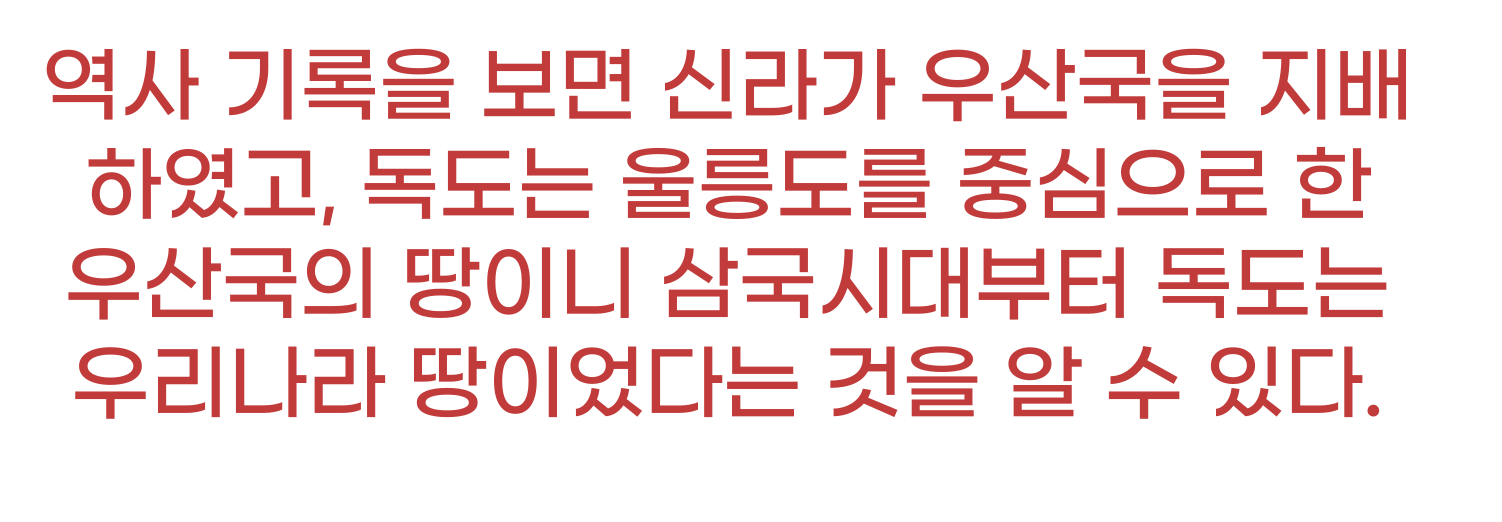 역사 기록을 보면 신라가 우산국을 지배
하였고, 독도는 울릉도를 중심으로 한
우산국의 땅이니 삼국시대부터 독도는
우리나라 땅이었다는 것을 알 수 있다.